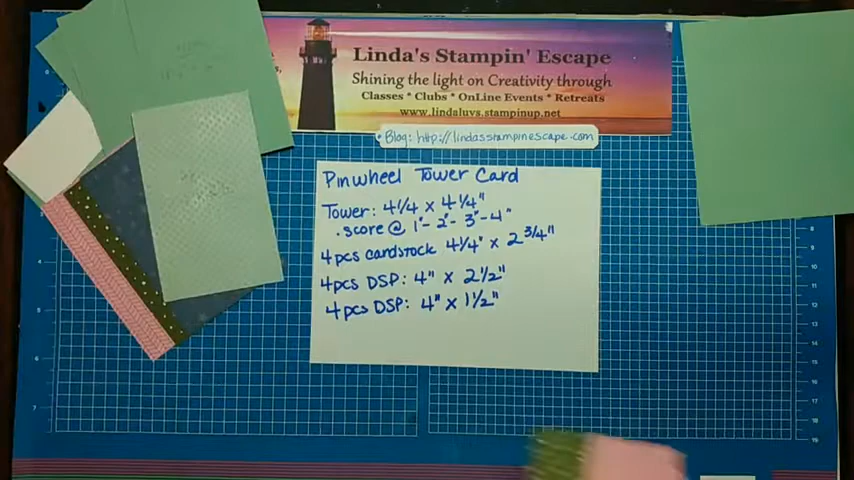 Linda's Stampin' Escape
Shining the light on Creativity through
Classes * Clubs * OnLine Events * Retreats
www.lindaluvs.stampinup.net
Blog: http://lindasstampinescape.com
Pinwheel Tower Card
Tower: 4 1/4 x 4 1/4"
• score @ 1"- 2"- 3"- 4"
4 pcs cardstock 4 1/4" x 2 3/4"
4 pcs DSP: 4" x 2 1/2"
4 pcs DSP: 4" x 1 1/2"